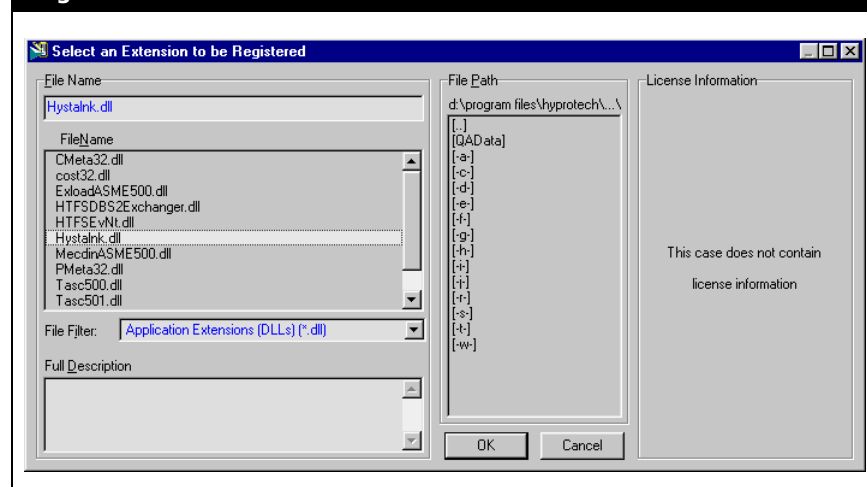 Select an Extension to be Registered
File Name
Hystalnk.dll
FileName
CMeta32.dll
cost32.dll
ExloadASME500.dll
HTFSDBS2Exchanger.dll
HTFSEvNt.dll
Hystalnk.dll
MecdinASME500.dll
PMeta32.dll
Tasc500.dll
Tasc501.dll
File Filter:
Application Extensions (DLLs) (*.dll)
Full Description
File Path
d:\program files\hyprotech\...\
[..]
[QAData]
[-a-]
[-c-]
[-d-]
[-e-]
[-f-]
[-g-]
[-h-]
[-i-]
[-j-]
[-r-]
[-s-]
[-t-]
[-w-]
OK
Cancel
License Information
This case does not contain
license information